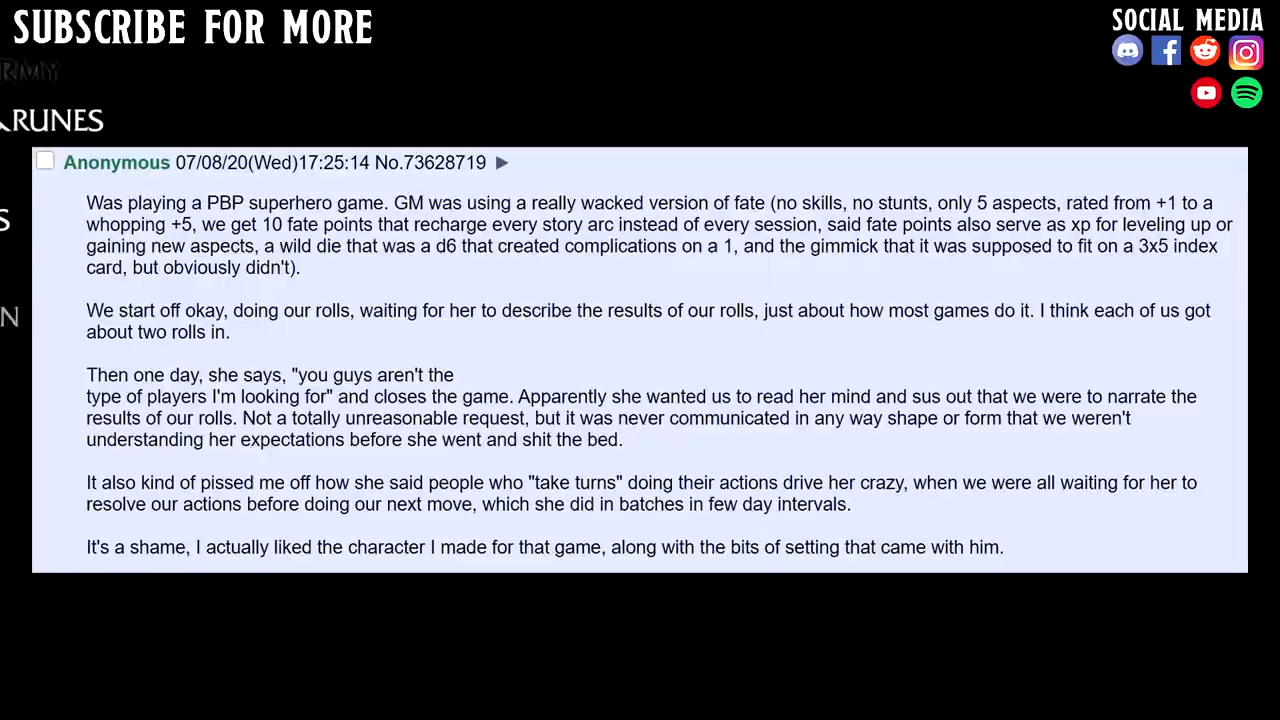 SUBSCRIBE FOR MORE
SOCIAL MEDIA
RMY
&RUNES
S
N
Anonymous 07/08/20(Wed)17:25:14 No.73628719 ▶
Was playing a PBP superhero game. GM was using a really wacked version of fate (no skills, no stunts, only 5 aspects, rated from +1 to a
whopping +5, we get 10 fate points that recharge every story arc instead of every session, said fate points also serve as xp for leveling up or
gaining new aspects, a wild die that was a d6 that created complications on a 1, and the gimmick that it was supposed to fit on a 3x5 index
card, but obviously didn't).
We start off okay, doing our rolls, waiting for her to describe the results of our rolls, just about how most games do it. I think each of us got
about two rolls in.
Then one day, she says, "you guys aren't the
type of players I'm looking for" and closes the game. Apparently she wanted us to read her mind and sus out that we were to narrate the
results of our rolls. Not a totally unreasonable request, but it was never communicated in any way shape or form that we weren't
understanding her expectations before she went and shit the bed.
It also kind of pissed me off how she said people who "take turns" doing their actions drive her crazy, when we were all waiting for her to
resolve our actions before doing our next move, which she did in batches in few day intervals.
It's a shame, I actually liked the character I made for that game, along with the bits of setting that came with him.